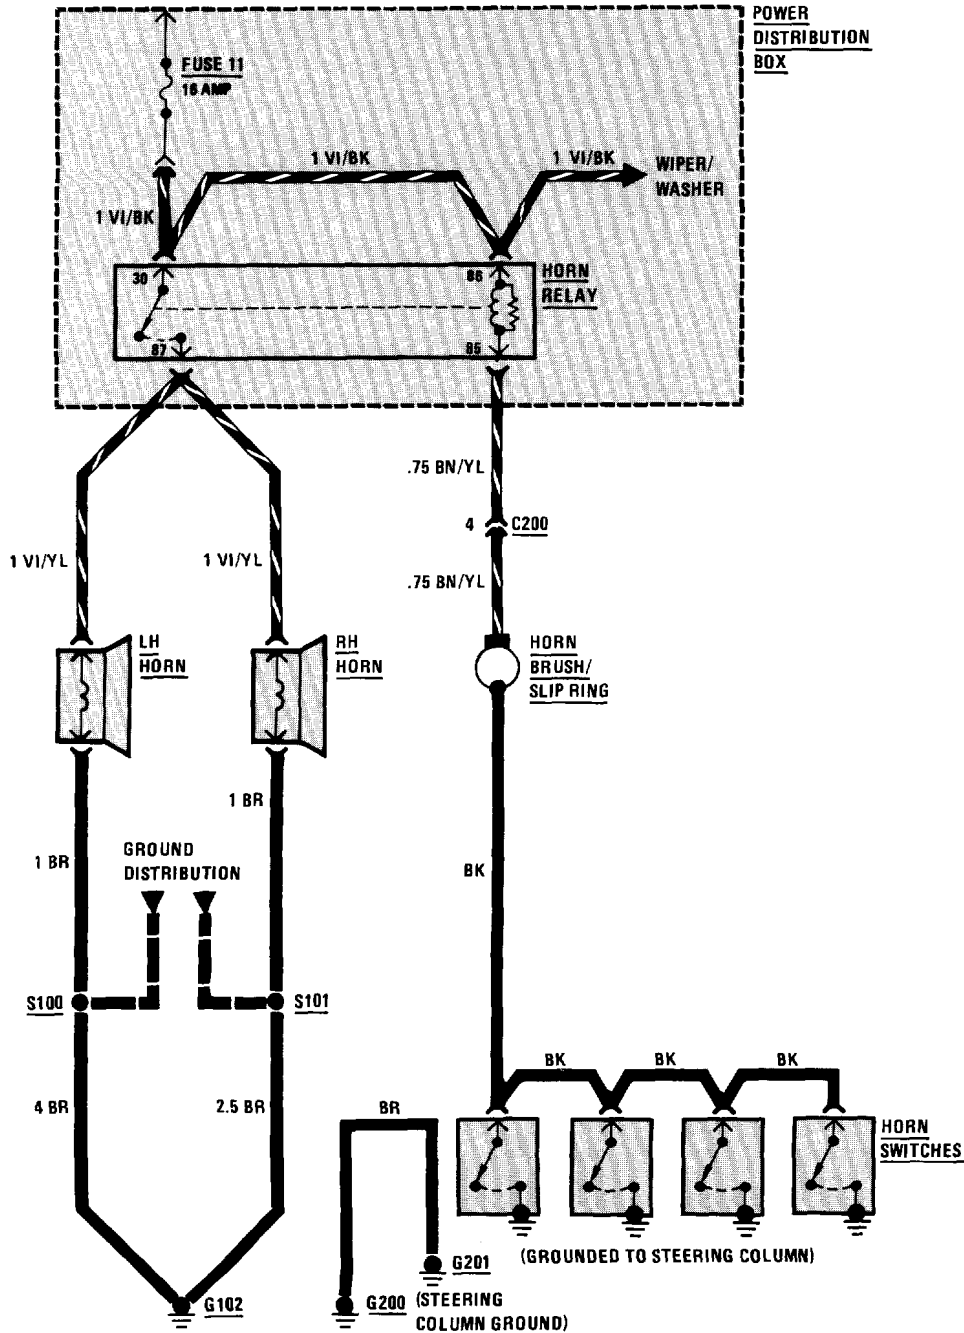 POWER
DISTRIBUTION
BOX
FUSE 11
16 AMP
1 VI/BK
1 VI/BK
WIPER/
WASHER
1 VI/BK
30
86
HORN
RELAY
87
85
.75 BN/YL
4
C200
1 VI/YL
1 VI/YL
.75 BN/YL
LH
HORN
RH
HORN
HORN
BRUSH/
SLIP RING
1 BR
1 BR
GROUND
DISTRIBUTION
BK
S100
S101
BK
BK
BK
4 BR
2.5 BR
BR
HORN
SWITCHES
(GROUNDED TO STEERING COLUMN)
G201
G102
G200
(STEERING
COLUMN GROUND)